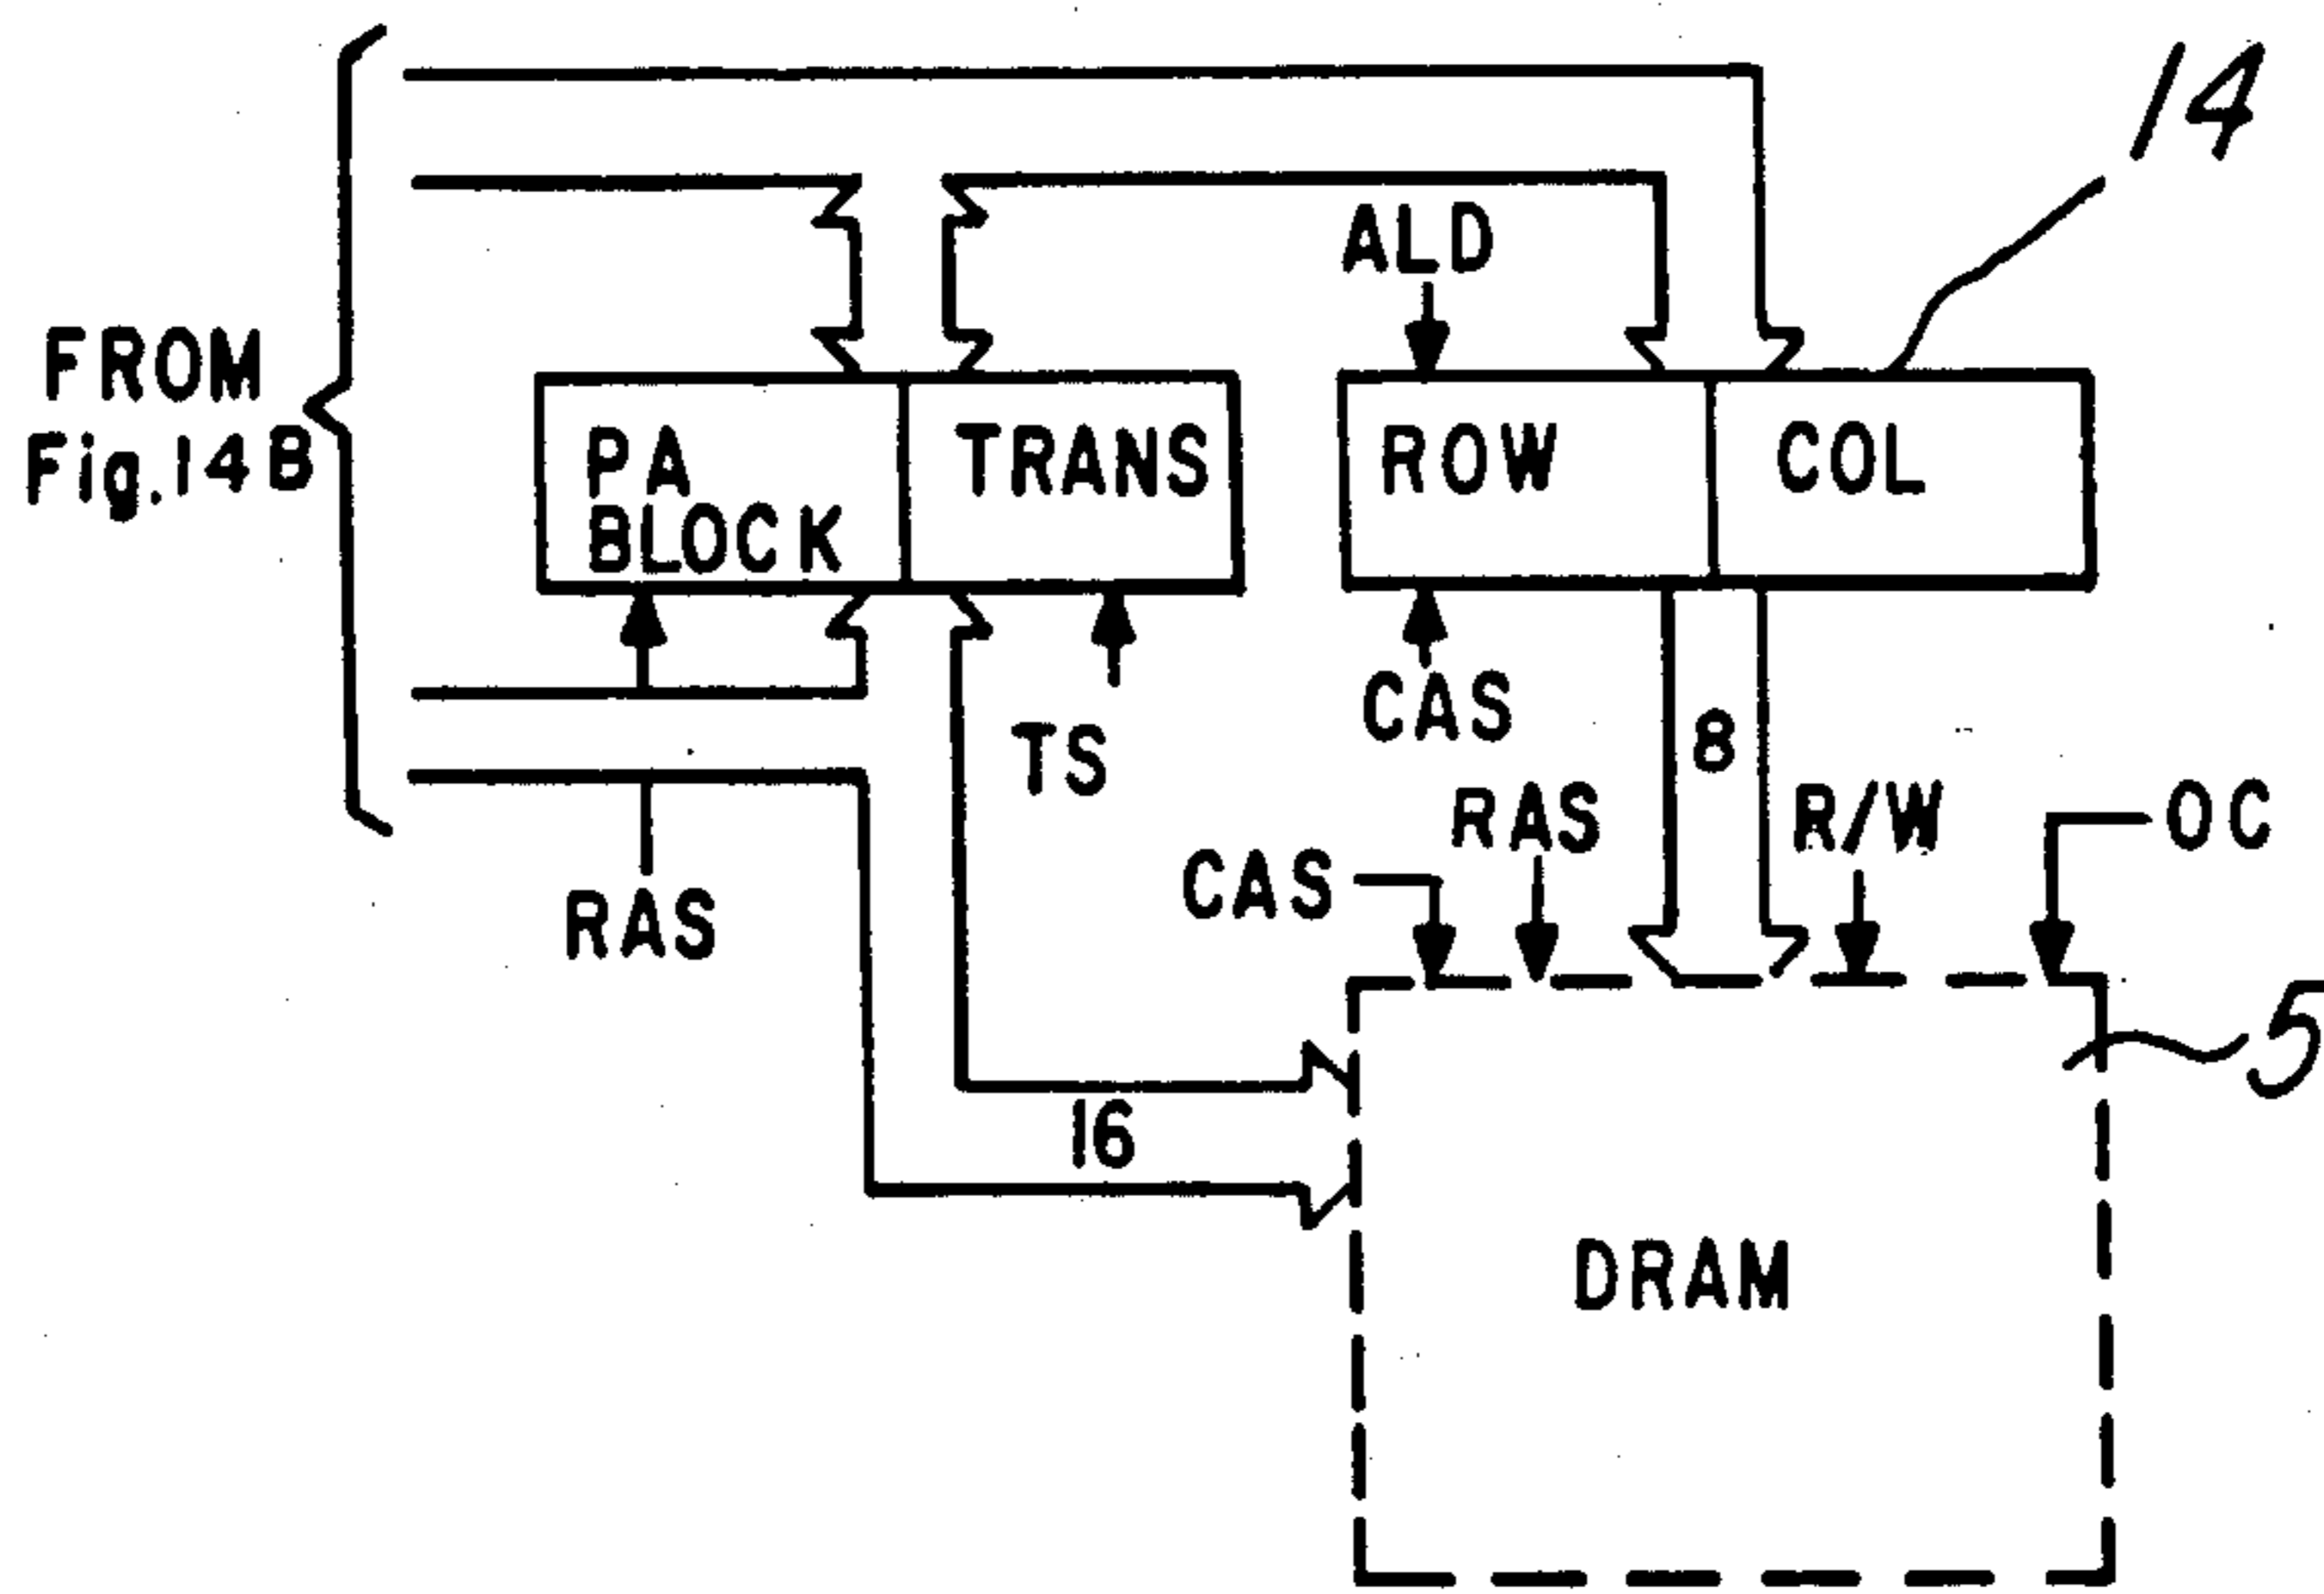 14
ALD
FROM
Fig.14B
PA
BLOCK
TRANS
ROW
COL
TS
CAS
8
RAS
CAS
RAS
R/W
OC
5
16
DRAM